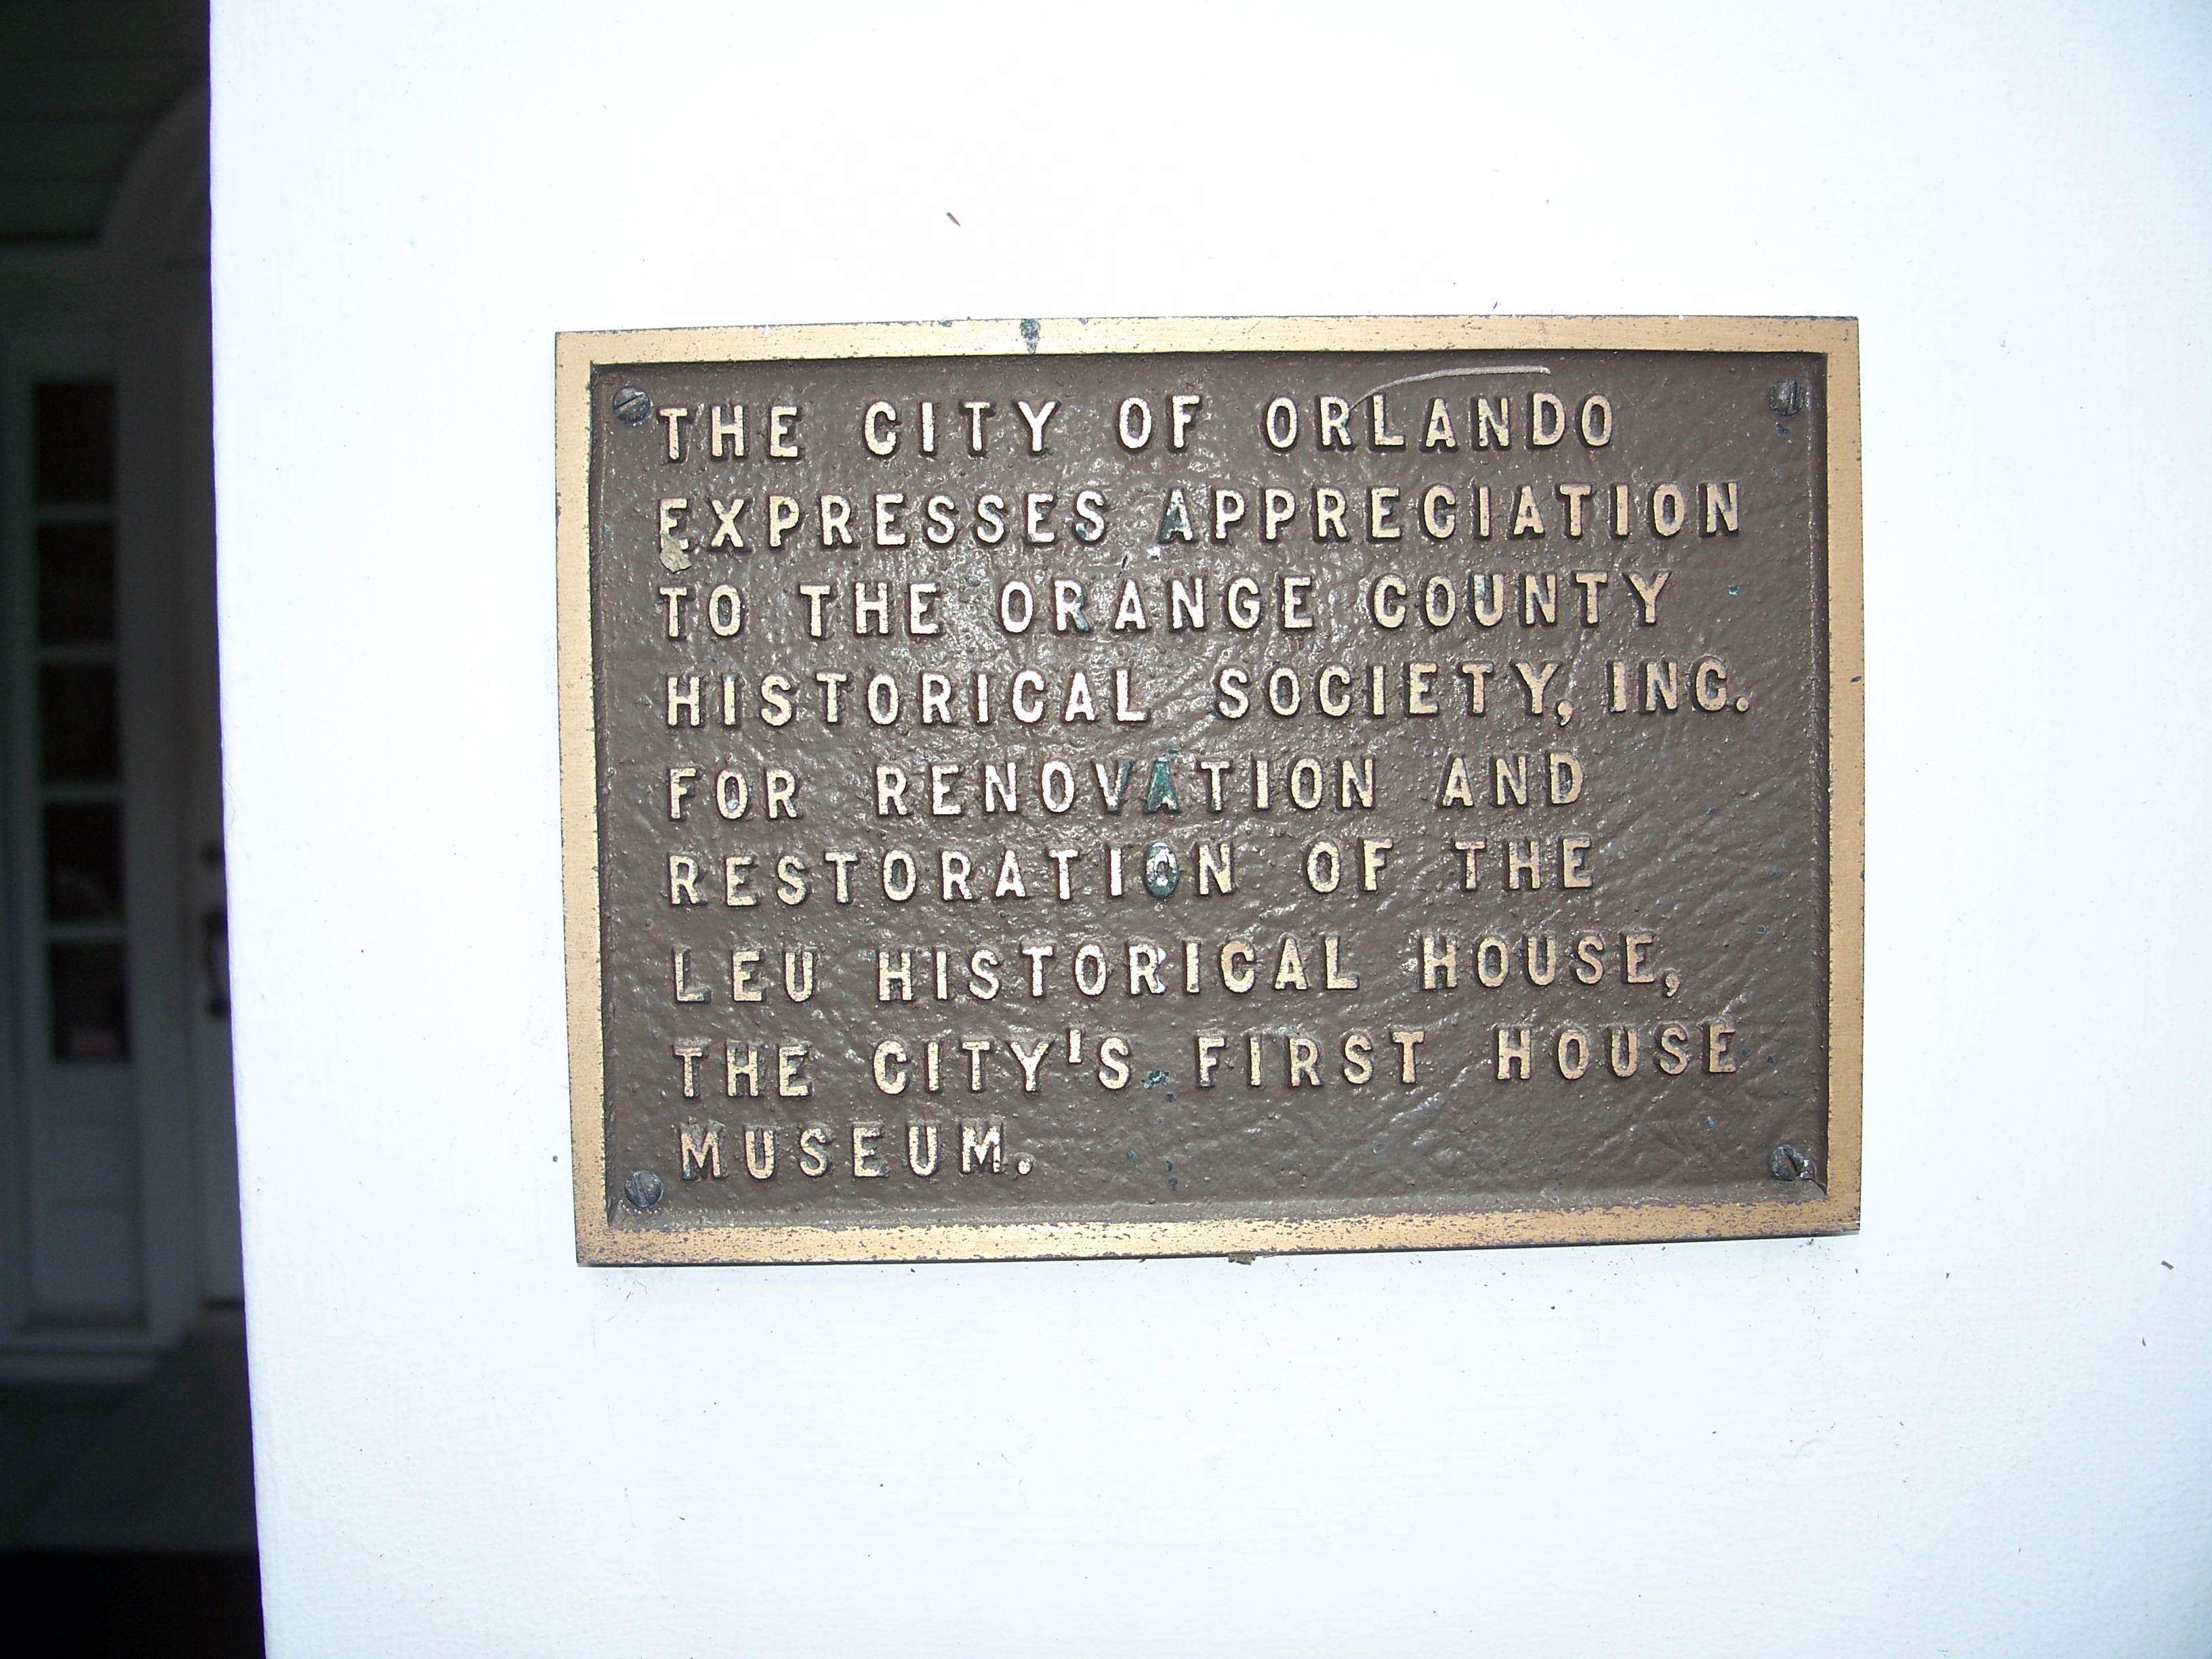 THE CITY OF ORLANDO
EXPRESSES APPRECIATION
TO THE ORANGE COUNTY
HISTORICAL SOCIETY, INC.
FOR RENOVATION AND
RESTORATION OF THE
LEU HISTORICAL HOUSE,
THE CITY'S FIRST HOUSE
MUSEUM.